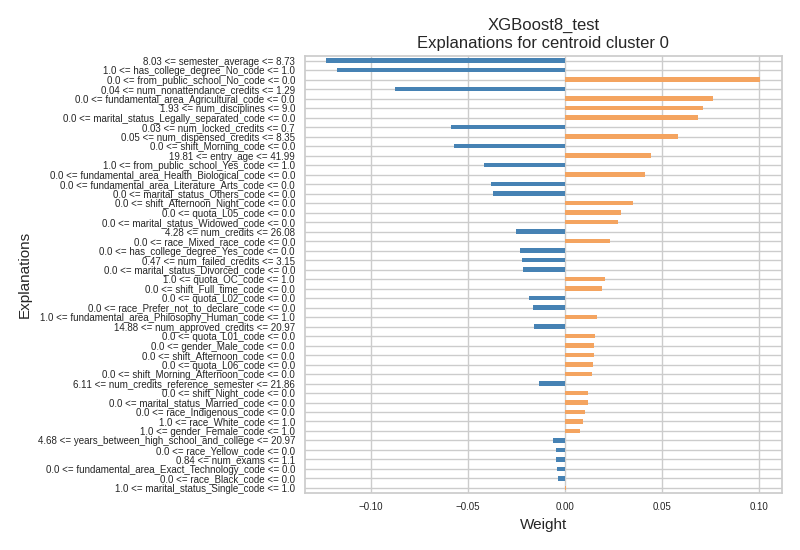 XGBoost8_test
Explanations for centroid cluster 0
8.03 <= semester_average <= 8.73
1.0 <= has_college_degree_No_code <= 1.0
0.0 <= from_public_school_No_code <= 0.0
0.04 <= num_nonattendance_credits <= 1.29
0.0 <= fundamental_area_Agricultural_code <= 0.0
1.93 <= num_disciplines <= 9.0
0.0 <= marital_status_Legally_separated_code <= 0.0
0.03 <= num_locked_credits <= 0.7
0.05 <= num_dispensed_credits <= 8.35
0.0 <= shift_Morning_code <= 0.0
19.81 <= entry_age <= 41.99
1.0 <= from_public_school_Yes_code <= 1.0
0.0 <= fundamental_area_Health_Biological_code <= 0.0
0.0 <= fundamental_area_Literature_Arts_code <= 0.0
0.0 <= marital_status_Others_code <= 0.0
0.0 <= shift_Afternoon_Night_code <= 0.0
0.0 <= quota_L05_code <= 0.0
0.0 <= marital_status_Widowed_code <= 0.0
4.28 <= num_credits <= 26.08
0.0 <= race_Mixed_race_code <= 0.0
0.0 <= has_college_degree_Yes_code <= 0.0
0.47 <= num_failed_credits <= 3.15
0.0 <= marital_status_Divorced_code <= 0.0
1.0 <= quota_OC_code <= 1.0
0.0 <= shift_Full_time_code <= 0.0
0.0 <= quota_L02_code <= 0.0
0.0 <= race_Prefer_not_to_declare_code <= 0.0
1.0 <= fundamental_area_Philosophy_Human_code <= 1.0
14.88 <= num_approved_credits <= 20.97
0.0 <= quota_L01_code <= 0.0
0.0 <= gender_Male_code <= 0.0
0.0 <= shift_Afternoon_code <= 0.0
0.0 <= quota_L06_code <= 0.0
0.0 <= shift_Morning_Afternoon_code <= 0.0
6.11 <= num_credits_reference_semester <= 21.86
0.0 <= shift_Night_code <= 0.0
0.0 <= marital_status_Married_code <= 0.0
0.0 <= race_Indigenous_code <= 0.0
1.0 <= race_White_code <= 1.0
1.0 <= gender_Female_code <= 1.0
4.68 <= years_between_high_school_and_college <= 20.97
0.0 <= race_Yellow_code <= 0.0
0.84 <= num_exams <= 1.1
0.0 <= fundamental_area_Exact_Technology_code <= 0.0
0.0 <= race_Black_code <= 0.0
1.0 <= marital_status_Single_code <= 1.0
Explanations
−0.10 −0.05 0.00 0.05 0.10
Weight